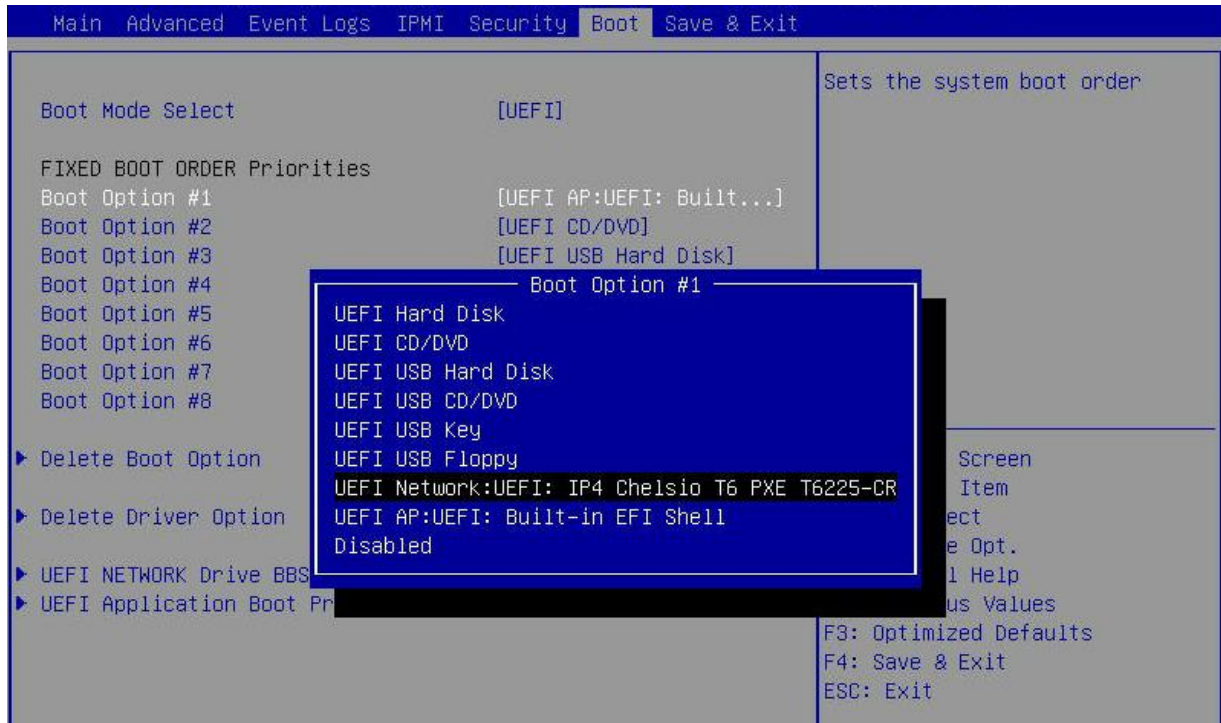 Main Advanced Event Logs IPMI Security Boot Save & Exit
Sets the system boot order
Boot Mode Select [UEFI]
FIXED BOOT ORDER Priorities
Boot Option #1 [UEFI AP:UEFI: Built...]
Boot Option #2 [UEFI CD/DVD]
Boot Option #3 [UEFI USB Hard Disk]
Boot Option #4
Boot Option #5
Boot Option #6
Boot Option #7
Boot Option #8
Delete Boot Option
Delete Driver Option
UEFI NETWORK Drive BBS
UEFI Application Boot Pr
Boot Option #1
UEFI Hard Disk
UEFI CD/DVD
UEFI USB Hard Disk
UEFI USB CD/DVD
UEFI USB Key
UEFI USB Floppy
UEFI Network:UEFI: IP4 Chelsio T6 PXE T6225-CR
UEFI AP:UEFI: Built-in EFI Shell
Disabled
Screen
Item
ect
e Opt.
l Help
us Values
F3: Optimized Defaults
F4: Save & Exit
ESC: Exit